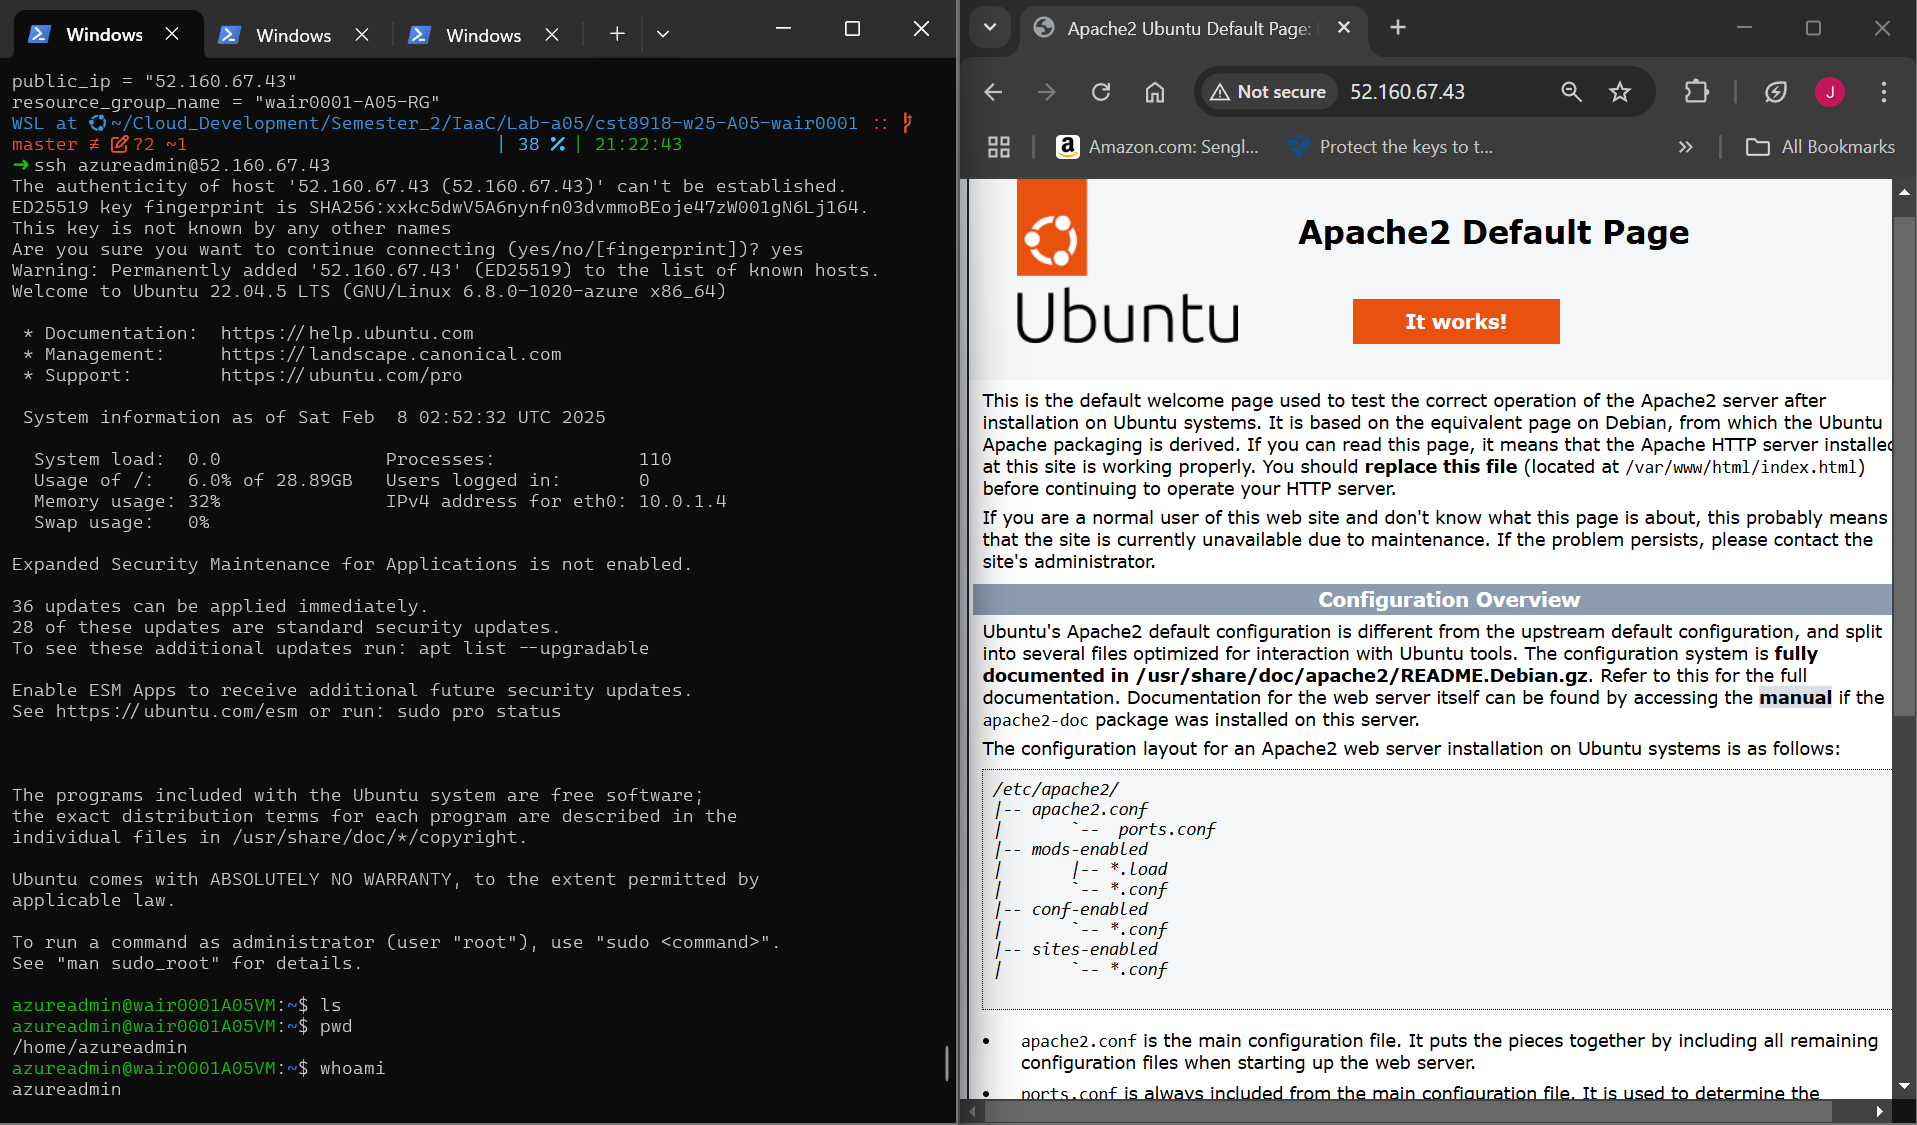 Windows
Windows
Windows
public_ip = "52.160.67.43"
resource_group_name = "wair0001-A05-RG"
WSL at ~/Cloud_Development/Semester_2/IaaC/Lab-a05/cst8918-w25-A05-wair0001 ::
master ≢ ?2 ~1 | 38 | 21:22:43
➜ ssh azureadmin@52.160.67.43
The authenticity of host '52.160.67.43 (52.160.67.43)' can't be established.
ED25519 key fingerprint is SHA256:xxkc5dwV5A6nynfn03dvmmoBEoje47zW001gN6Lj164.
This key is not known by any other names
Are you sure you want to continue connecting (yes/no/[fingerprint])? yes
Warning: Permanently added '52.160.67.43' (ED25519) to the list of known hosts.
Welcome to Ubuntu 22.04.5 LTS (GNU/Linux 6.8.0-1020-azure x86_64)
* Documentation: https://help.ubuntu.com
* Management: https://landscape.canonical.com
* Support: https://ubuntu.com/pro
System information as of Sat Feb 8 02:52:32 UTC 2025
System load: 0.0 Processes: 110
Usage of /: 6.0% of 28.89GB Users logged in: 0
Memory usage: 32% IPv4 address for eth0: 10.0.1.4
Swap usage: 0%
Expanded Security Maintenance for Applications is not enabled.
36 updates can be applied immediately.
28 of these updates are standard security updates.
To see these additional updates run: apt list --upgradable
Enable ESM Apps to receive additional future security updates.
See https://ubuntu.com/esm or run: sudo pro status
The programs included with the Ubuntu system are free software;
the exact distribution terms for each program are described in the
individual files in /usr/share/doc/*/copyright.
Ubuntu comes with ABSOLUTELY NO WARRANTY, to the extent permitted by
applicable law.
To run a command as administrator (user "root"), use "sudo <command>".
See "man sudo_root" for details.
azureadmin@wair0001A05VM:~$ ls
azureadmin@wair0001A05VM:~$ pwd
/home/azureadmin
azureadmin@wair0001A05VM:~$ whoami
azureadmin
Apache2 Ubuntu Default Page:
Not secure 52.160.67.43
J
a Amazon.com: Sengl...
Protect the keys to t...
»
All Bookmarks
Ubuntu
Apache2 Default Page
It works!
This is the default welcome page used to test the correct operation of the Apache2 server after
installation on Ubuntu systems. It is based on the equivalent page on Debian, from which the Ubuntu
Apache packaging is derived. If you can read this page, it means that the Apache HTTP server installed
at this site is working properly. You should replace this file (located at /var/www/html/index.html)
before continuing to operate your HTTP server.
If you are a normal user of this web site and don't know what this page is about, this probably means
that the site is currently unavailable due to maintenance. If the problem persists, please contact the
site's administrator.
Configuration Overview
Ubuntu's Apache2 default configuration is different from the upstream default configuration, and split
into several files optimized for interaction with Ubuntu tools. The configuration system is fully
documented in /usr/share/doc/apache2/README.Debian.gz. Refer to this for the full
documentation. Documentation for the web server itself can be found by accessing the manual if the
apache2-doc package was installed on this server.
The configuration layout for an Apache2 web server installation on Ubuntu systems is as follows:
/etc/apache2/
|-- apache2.conf
|       `--  ports.conf
|-- mods-enabled
|       |-- *.load
|       `-- *.conf
|-- conf-enabled
|       `-- *.conf
|-- sites-enabled
|       `-- *.conf
• apache2.conf is the main configuration file. It puts the pieces together by including all remaining
configuration files when starting up the web server.
• ports.conf is always included from the main configuration file. It is used to determine the